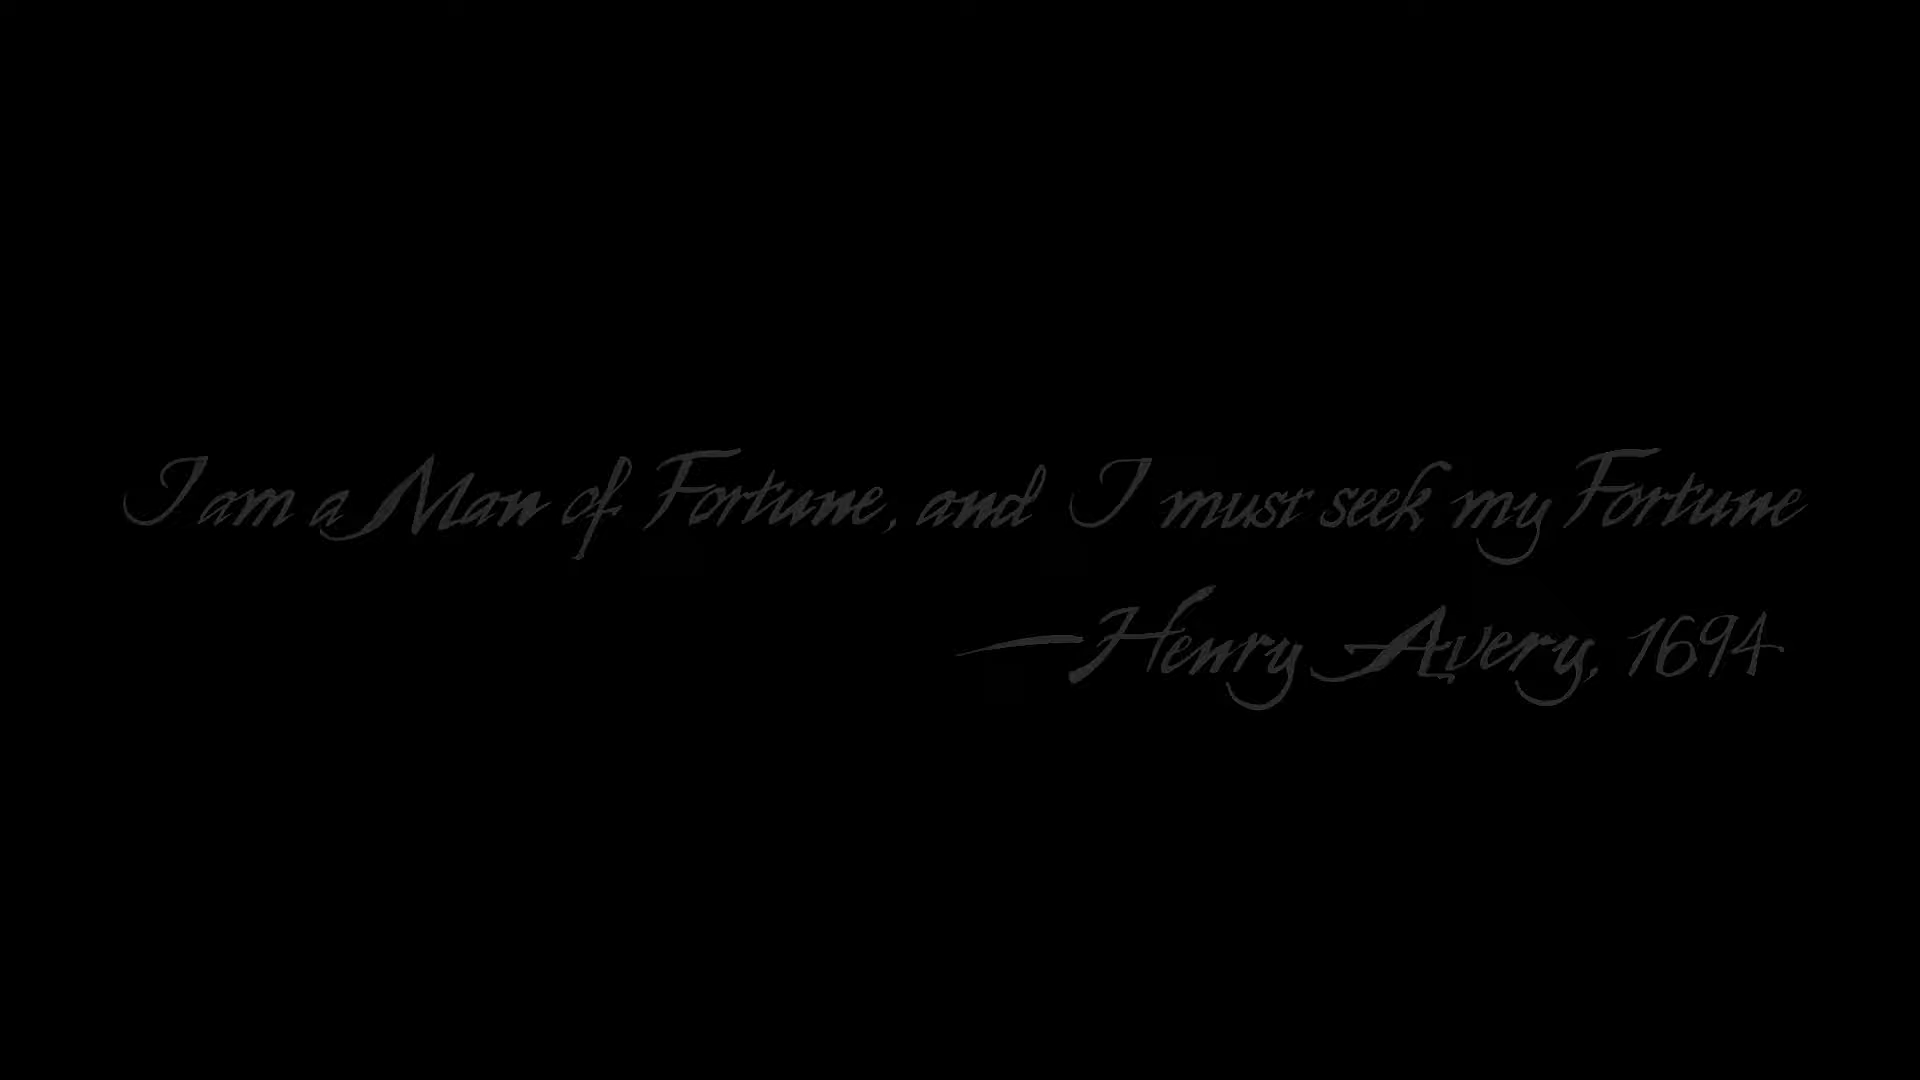 I am a Man of Fortune, and I must seek my Fortune
—Henry Avery, 1694